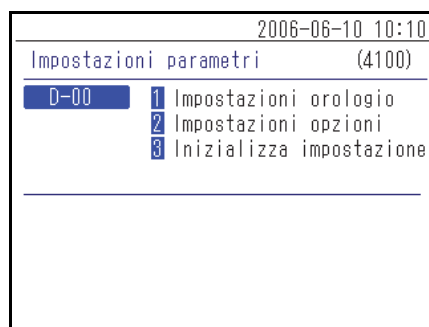 2006-06-10 10:10
Impostazioni parametri (4100)
D-00 1 Impostazioni orologio
2 Impostazioni opzioni
3 Inizializza impostazione